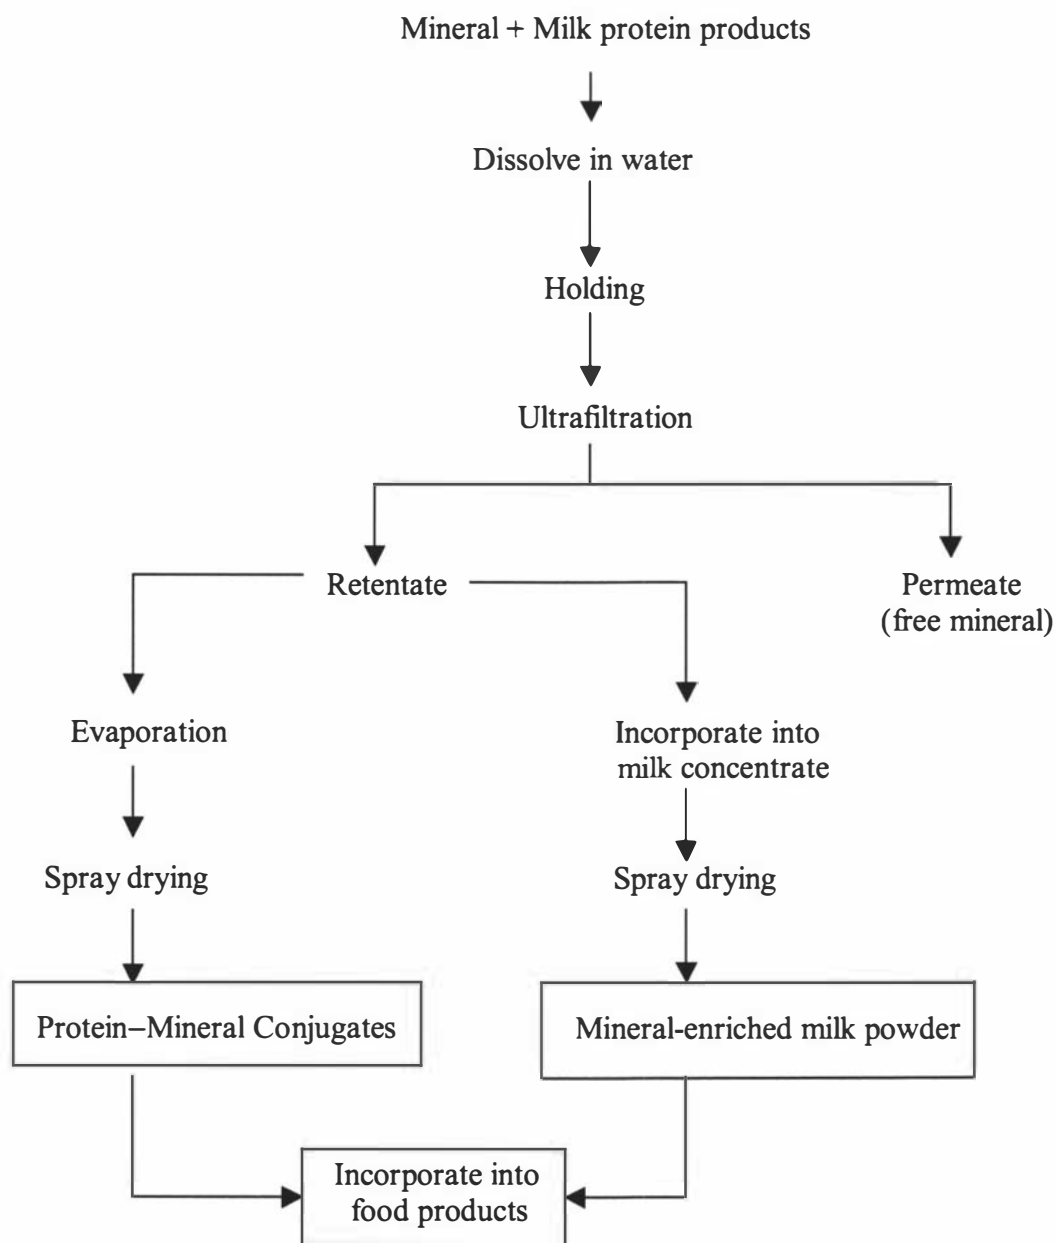 Mineral + Milk protein products
Dissolve in water
Holding
Ultrafiltration
Retentate
Permeate
(free mineral)
Evaporation
Incorporate into
milk concentrate
Spray drying
Spray drying
Protein–Mineral Conjugates
Mineral-enriched milk powder
Incorporate into
food products